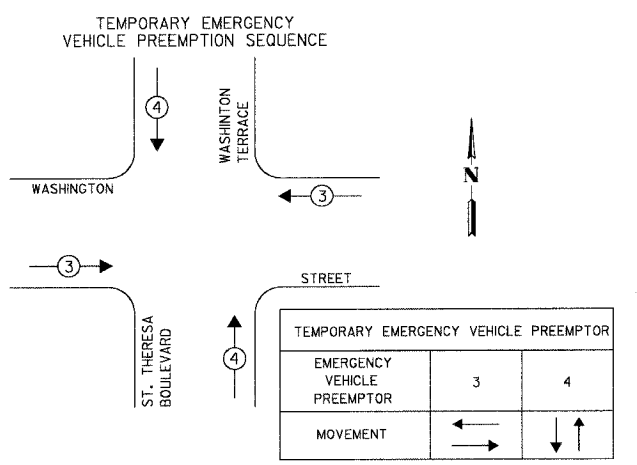 TEMPORARY EMERGENCY
VEHICLE PREEMPTION SEQUENCE
4
WASHINTON
TERRACE
WASHINGTON
3
N
3
STREET
ST. THERESA
BOULEVARD
4
TEMPORARY EMERGENCY VEHICLE PREEMPTOR
EMERGENCY
VEHICLE
PREEMPTOR
3
4
MOVEMENT